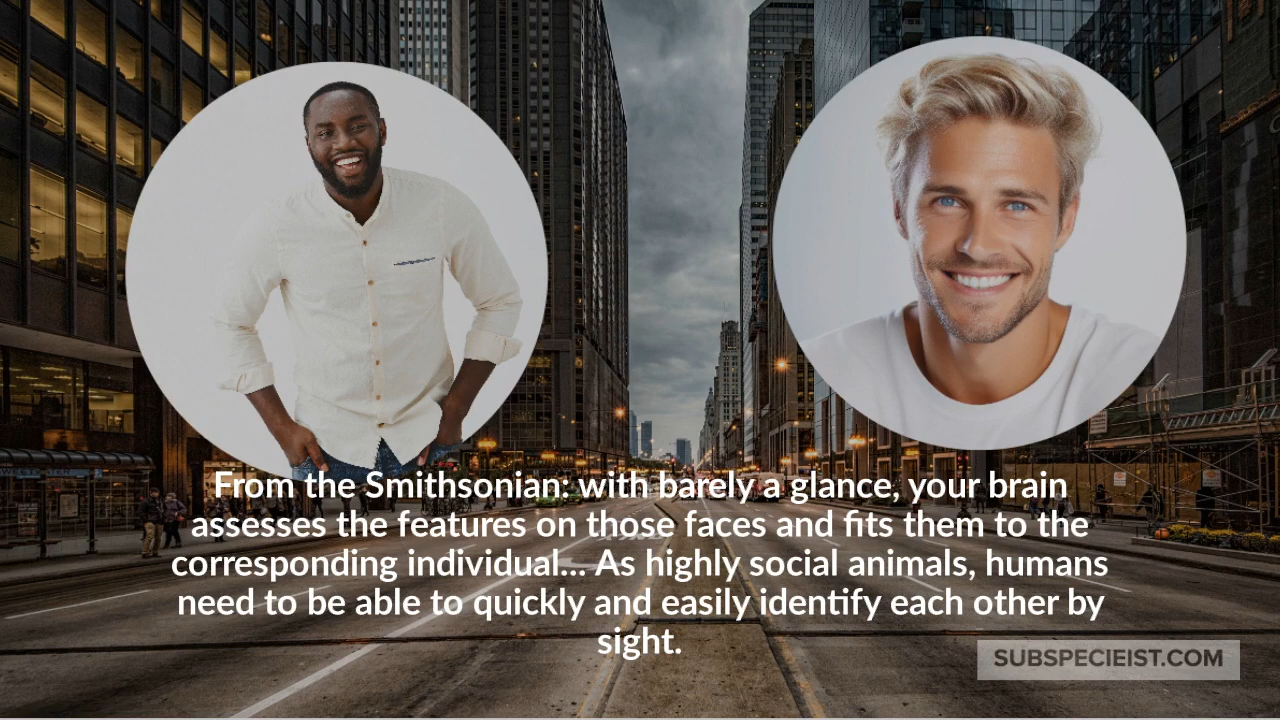 From the Smithsonian: with barely a glance, your brain
assesses the features on those faces and fits them to the
corresponding individual... As highly social animals, humans
need to be able to quickly and easily identify each other by
sight.
SUBSPECIEIST.COM